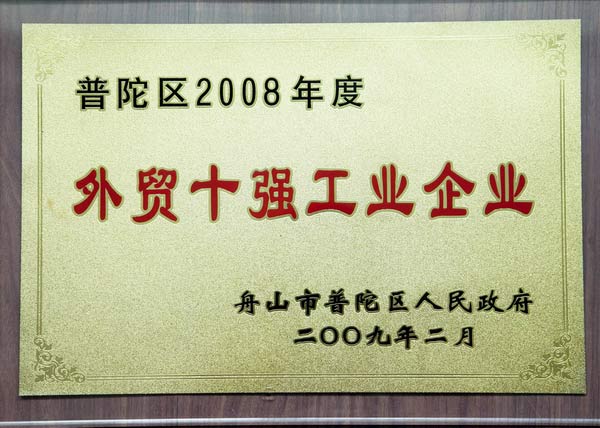 普陀区2008年度
外贸十强工业企业
舟山市普陀区人民政府
二〇〇九年二月